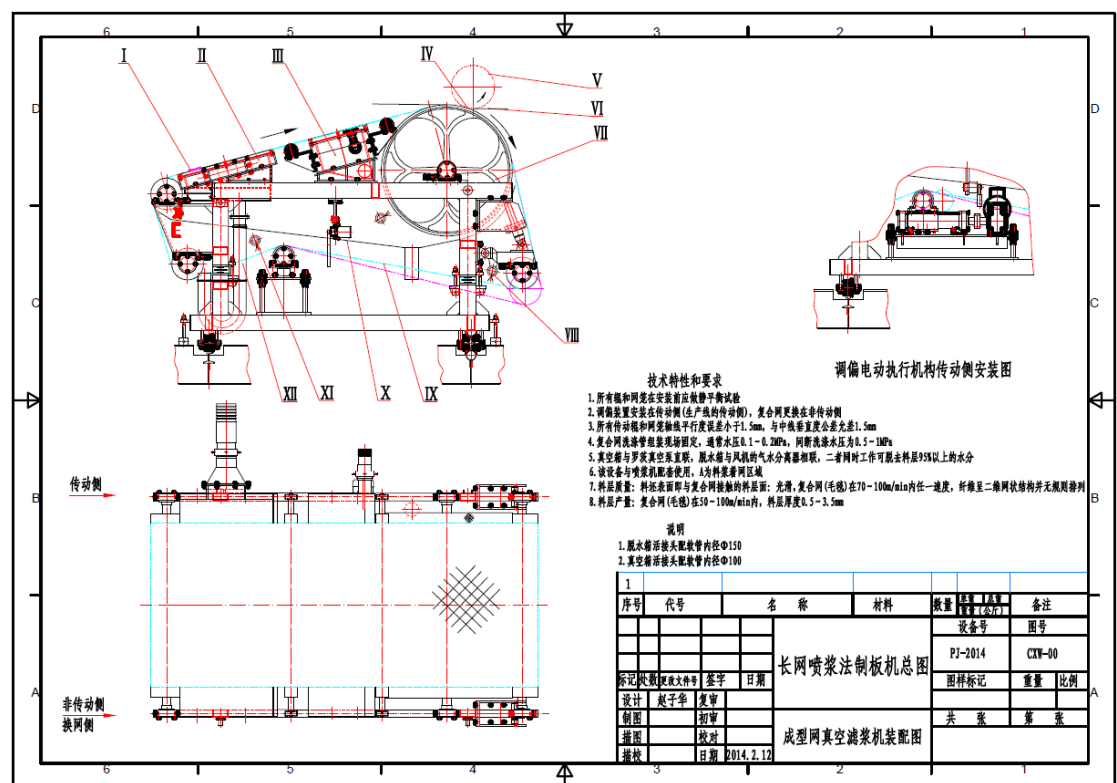 6 5 4 3 2 1
D
C
B
A
D
C
B
A
I II III IV
V
VI
VII
VIII
XII XI X IX
调偏电动执行机构传动侧安装图
技术特性和要求
1.所有辊和网笼在安装前应做静平衡试验
2.调偏装置安装在传动侧(生产线的传动侧)，复合网更换在非传动侧
3.所有传动辊和网笼轴线平行度误差小于1.5mm，与中线垂直度公差允差1.5mm
4.复合网洗涤管组装现场固定，通常水压0.1～0.2MPa，间断洗涤水压为0.5～1MPa
5.真空箱与罗茨真空泵直联，脱水箱与风机的气水分离器相联，二者同时工作可脱去料层95%以上的水分
6.该设备与喷浆机配套使用，A为料浆着网区域
7.料层质量：料坯表面即与复合网接触的料层面：光滑,复合网(毛毯)在70～100m/min内任一速度，纤维呈二维网状结构并无规则排列
8.料层产量：复合网(毛毯)在50～100m/min内，料层厚度0.5～3.5mm
说明
1.脱水箱活接头配软管内径Φ150
2.真空箱活接头配软管内径Φ100
传动侧
非传动侧
换网侧
1
序号 代号 名 称 材料 数量 单重 总重 备注
重量（公斤）
设备号 图号
PJ-2014 CXW-00
长网喷浆法制板机总图
标记 处数 更改文件号 签字 日期
图样标记 重量 比例
设计 赵子华 复审
制图 初审
共 张 第 张
描图 校对
成型网真空滤浆机装配图
描校 日期 2014.2.12
6 5 4 3 2 1